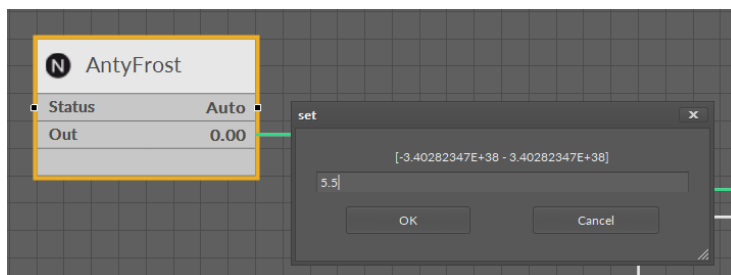 N AntyFrost
Status Auto
Out 0.00
set x
[-3.40282347E+38 - 3.40282347E+38]
5.5
OK Cancel